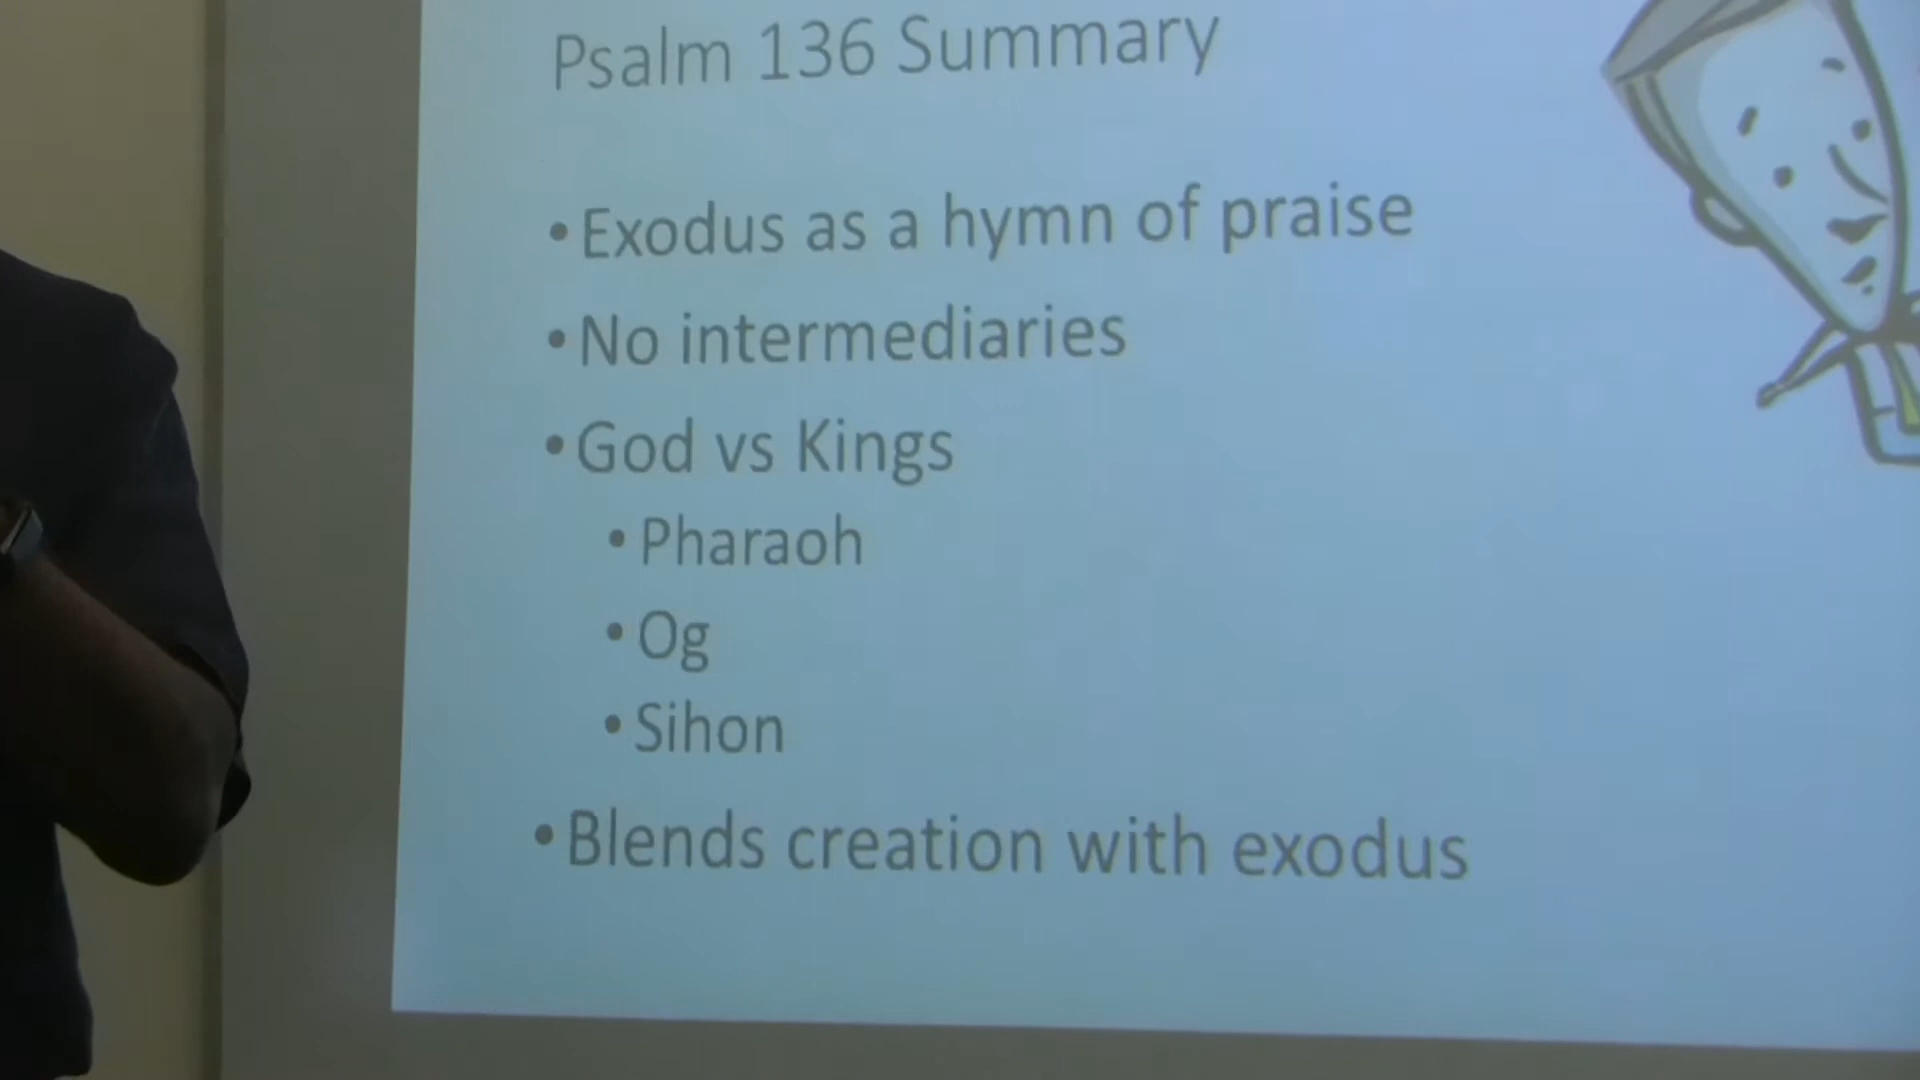 Psalm 136 Summary
•Exodus as a hymn of praise
•No intermediaries
•God vs Kings
•Pharaoh
•Og
•Sihon
•Blends creation with exodus